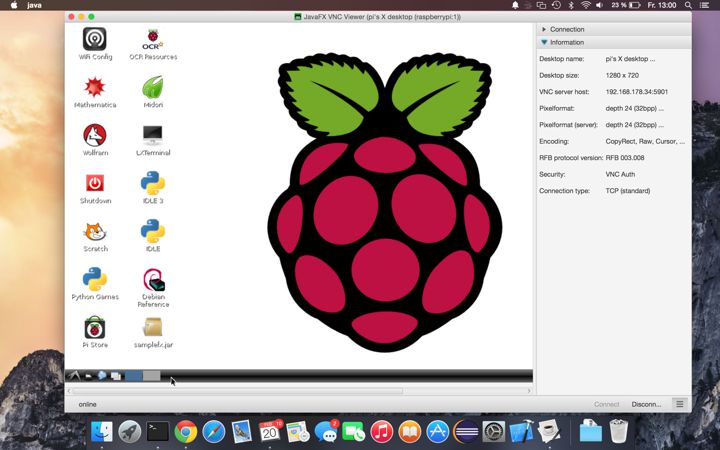 java
23 %
Fr. 13:00
JavaFX VNC Viewer (pi's X desktop (raspberrypi:1))
WiFi Config
OCR Resources
Mathematica
Midori
Wolfram
LXTerminal
Shutdown
IDLE 3
Scratch
IDLE
Python Games
Debian
Reference
Pi Store
samplefx.jar
Connection
Information
Desktop name: pi's X desktop ...
Desktop size: 1280 x 720
VNC server host: 192.168.178.34:5901
Pixelformat: depth 24 (32bpp) ...
Pixelformat (server): depth 24 (32bpp) ...
Encoding: CopyRect, Raw, Cursor, ...
RFB protocol version: RFB 003.008
Security: VNC Auth
Connection type: TCP (standard)
online
Connect
Disconn...
20